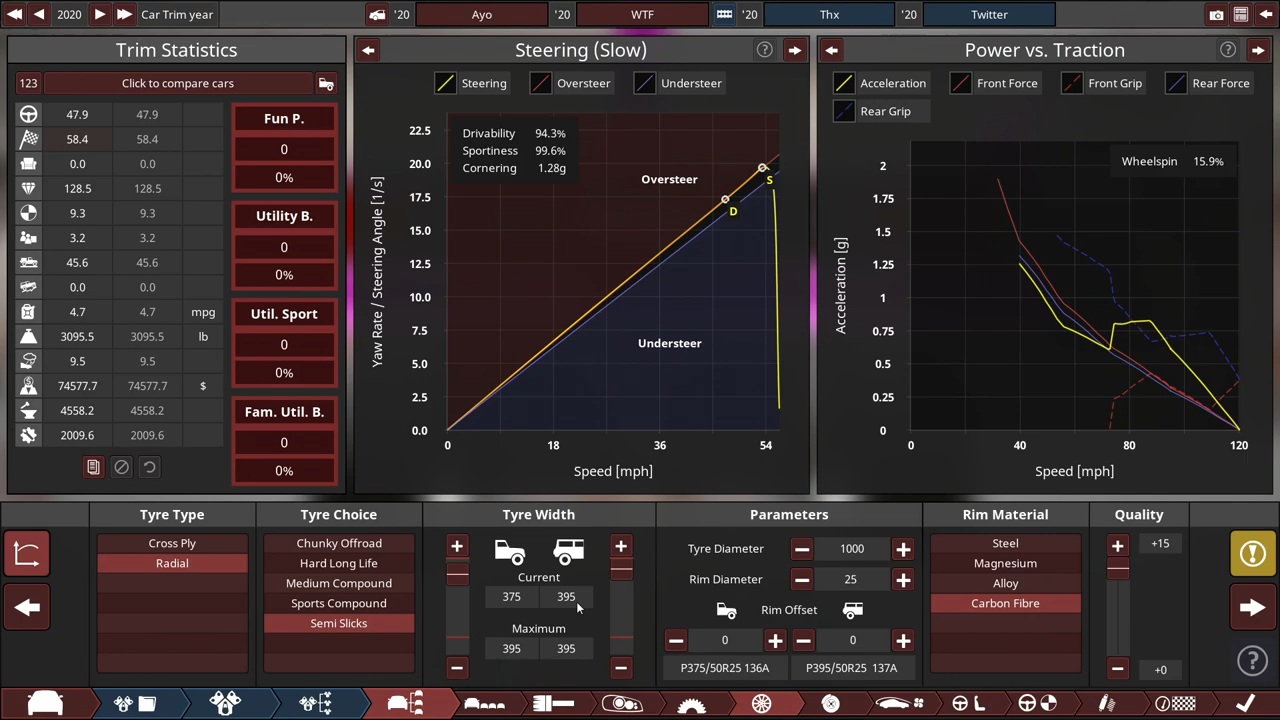 2020
Car Trim year
'20
Ayo
'20
WTF
'20
Thx
'20
Twitter
Trim Statistics
123
Click to compare cars
47.9 47.9
58.4 58.4
0.0 0.0
128.5 128.5
9.3 9.3
3.2 3.2
45.6 45.6
0.0 0.0
4.7 4.7 mpg
3095.5 3095.5 lb
9.5 9.5
74577.7 74577.7 $
4558.2 4558.2
2009.6 2009.6
Fun P.
0
0%
Utility B.
0
0%
Util. Sport
0
0%
Fam. Util. B.
0
0%
Steering (Slow)
?
Steering
Oversteer
Understeer
Drivability 94.3%
Sportiness 99.6%
Cornering 1.28g
Yaw Rate / Steering Angle [1/s]
22.5
20.0
17.5
15.0
12.5
10.0
7.5
5.0
2.5
0.0
Oversteer
S
D
Understeer
0 18 36 54
Speed [mph]
Power vs. Traction
?
Acceleration
Front Force
Front Grip
Rear Force
Rear Grip
Wheelspin 15.9%
Acceleration [g]
2
1.75
1.5
1.25
1
0.75
0.5
0.25
0
0 40 80 120
Speed [mph]
Tyre Type
Cross Ply
Radial
Tyre Choice
Chunky Offroad
Hard Long Life
Medium Compound
Sports Compound
Semi Slicks
Tyre Width
+ +
Current
375 395
Maximum
395 395
− −
Parameters
Tyre Diameter − 1000 +
Rim Diameter − 25 +
Rim Offset
− 0 + − 0 +
P375/50R25 136A P395/50R25 137A
Rim Material
Steel
Magnesium
Alloy
Carbon Fibre
Quality
+ +15
− +0
!
?